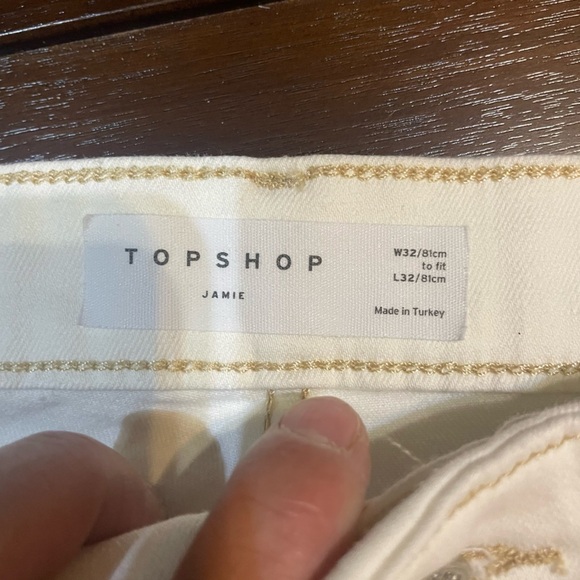 TOPSHOP
JAMIE
W32/81cm
to fit
L32/81cm
Made in Turkey